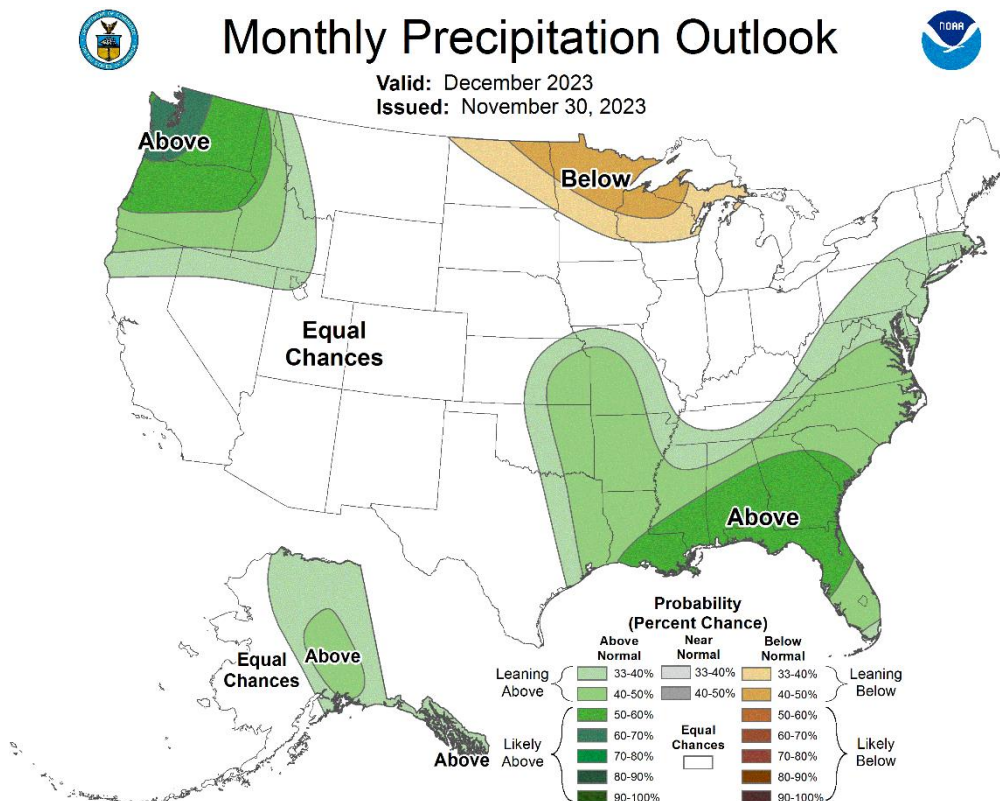 Monthly Precipitation Outlook
NOAA
Valid: December 2023
Issued: November 30, 2023
Above
Below
Equal
Chances
Above
Equal
Chances
Above
Above
Probability
(Percent Chance)
Above
Normal
Near
Normal
Below
Normal
Leaning
Above
33-40%
33-40%
33-40%
Leaning
Below
40-50%
40-50%
40-50%
Likely
Above
50-60%
60-70%
70-80%
80-90%
90-100%
Equal
Chances
50-60%
60-70%
70-80%
80-90%
90-100%
Likely
Below